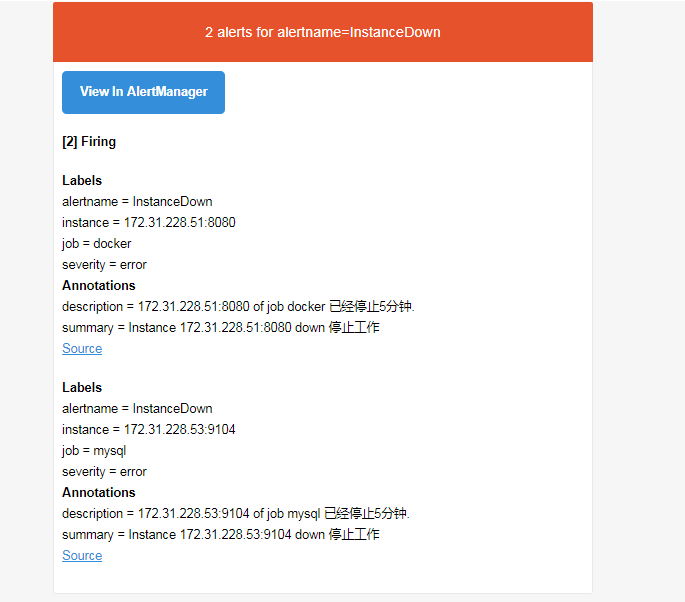 2 alerts for alertname=InstanceDown
View In AlertManager
[2] Firing
Labels
alertname = InstanceDown
instance = 172.31.228.51:8080
job = docker
severity = error
Annotations
description = 172.31.228.51:8080 of job docker 已经停止5分钟.
summary = Instance 172.31.228.51:8080 down 停止工作
Source
Labels
alertname = InstanceDown
instance = 172.31.228.53:9104
job = mysql
severity = error
Annotations
description = 172.31.228.53:9104 of job mysql 已经停止5分钟.
summary = Instance 172.31.228.53:9104 down 停止工作
Source